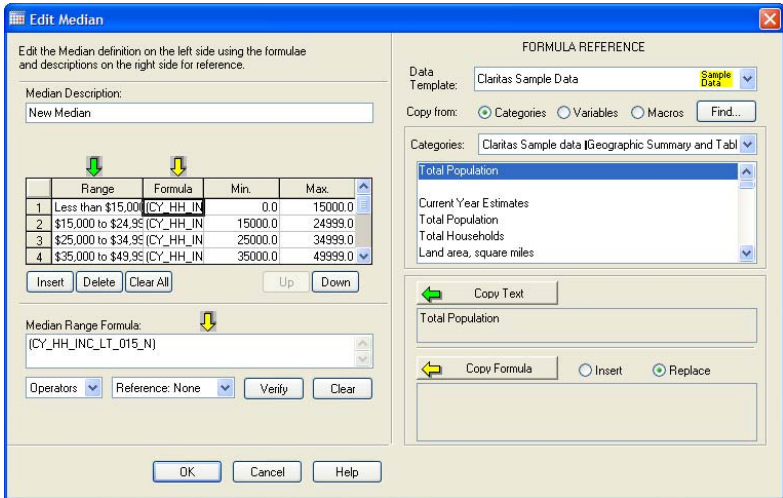 Edit Median
Edit the Median definition on the left side using the formulae
and descriptions on the right side for reference.
Median Description:
New Median
Range Formula Min. Max.
1 Less than $15,000 (CY_HH_IN 0.0 15000.0
2 $15,000 to $24,99 (CY_HH_IN 15000.0 24999.0
3 $25,000 to $34,99 (CY_HH_IN 25000.0 34999.0
4 $35,000 to $49,99 (CY_HH_IN 35000.0 49999.0
Insert Delete Clear All Up Down
Median Range Formula:
(CY_HH_INC_LT_015_N)
Operators Reference: None Verify Clear
FORMULA REFERENCE
Data
Template:
Claritas Sample Data
Sample
Data
Copy from: Categories Variables Macros Find...
Categories: Claritas Sample data |Geographic Summary and Tabl
Total Population
Current Year Estimates
Total Population
Total Households
Land area, square miles
Copy Text
Total Population
Copy Formula Insert Replace
OK Cancel Help